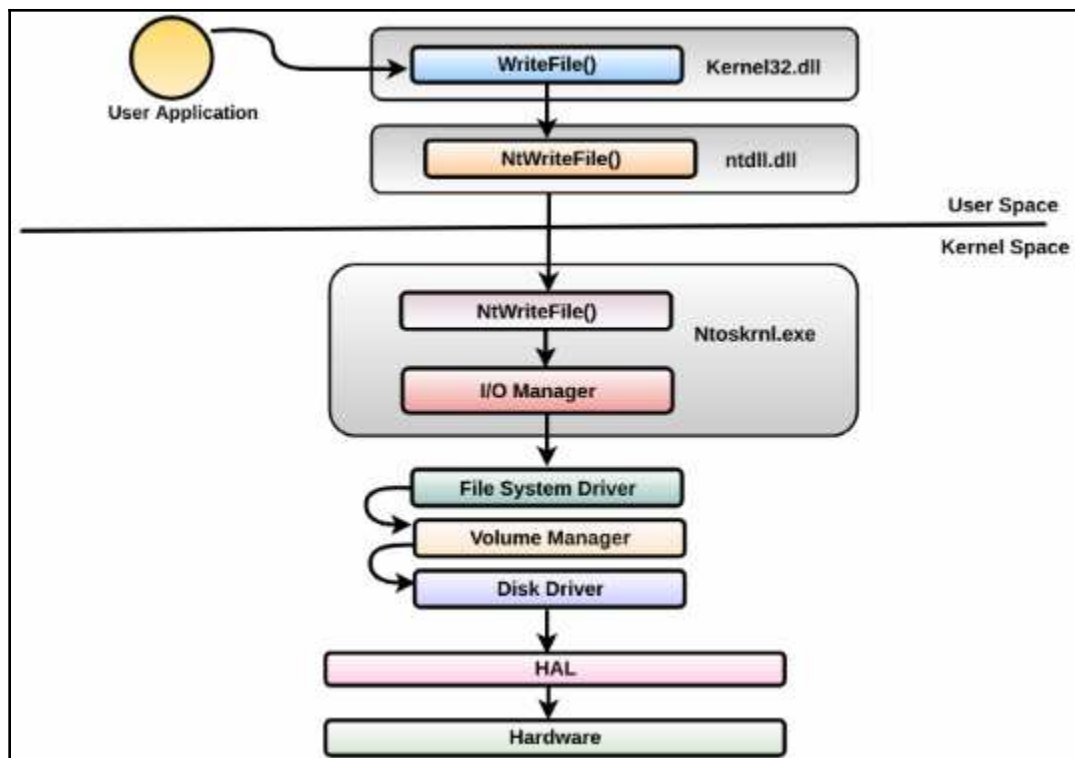 WriteFile()
Kernel32.dll
User Application
NtWriteFile()
ntdll.dll
User Space
Kernel Space
NtWriteFile()
Ntoskrnl.exe
I/O Manager
File System Driver
Volume Manager
Disk Driver
HAL
Hardware